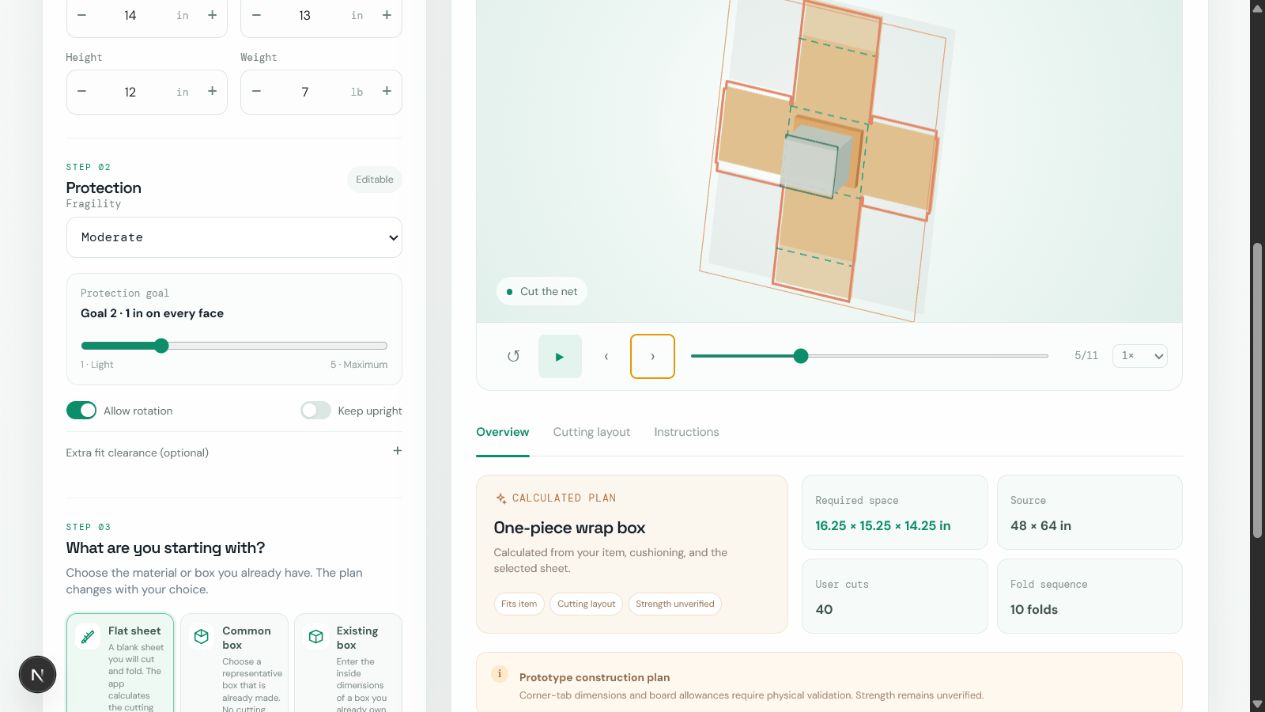 − 14 in +
− 13 in +
Height
Weight
− 12 in +
− 7 lb +
STEP 02
Protection
Editable
Fragility
Moderate
Protection goal
Goal 2 · 1 in on every face
1 · Light
5 · Maximum
Allow rotation
Keep upright
Extra fit clearance (optional)
+
STEP 03
What are you starting with?
Choose the material or box you already have. The plan
changes with your choice.
Flat sheet
A blank sheet
you will cut
and fold. The
app
calculates
the cutting
Common
box
Choose a
representative
box that is
already made.
No cutting
Existing
box
Enter the
inside
dimensions
of a box you
already own.
N
Cut the net
5/11
1×
Overview
Cutting layout
Instructions
CALCULATED PLAN
One-piece wrap box
Calculated from your item, cushioning, and the
selected sheet.
Fits item
Cutting layout
Strength unverified
Required space
16.25 × 15.25 × 14.25 in
Source
48 × 64 in
User cuts
40
Fold sequence
10 folds
i
Prototype construction plan
Corner-tab dimensions and board allowances require physical validation. Strength remains unverified.